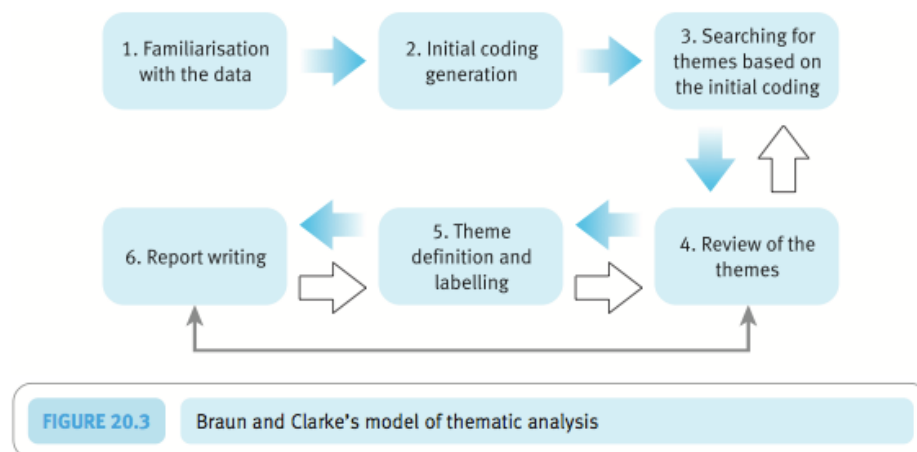 1. Familiarisation
with the data
2. Initial coding
generation
3. Searching for
themes based on
the initial coding
6. Report writing
5. Theme
definition and
labelling
4. Review of the
themes
FIGURE 20.3
Braun and Clarke's model of thematic analysis